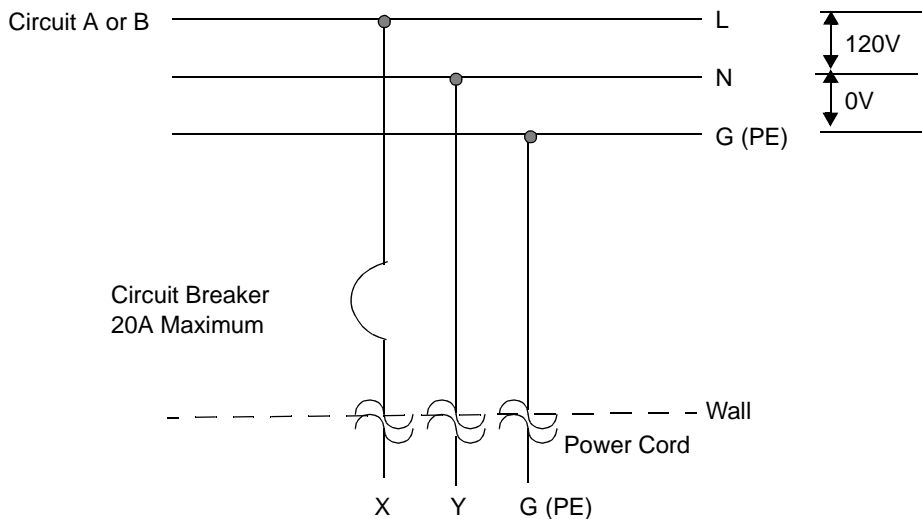 Circuit A or B
L
120V
N
0V
G (PE)
Circuit Breaker
20A Maximum
Wall
Power Cord
X
Y
G (PE)